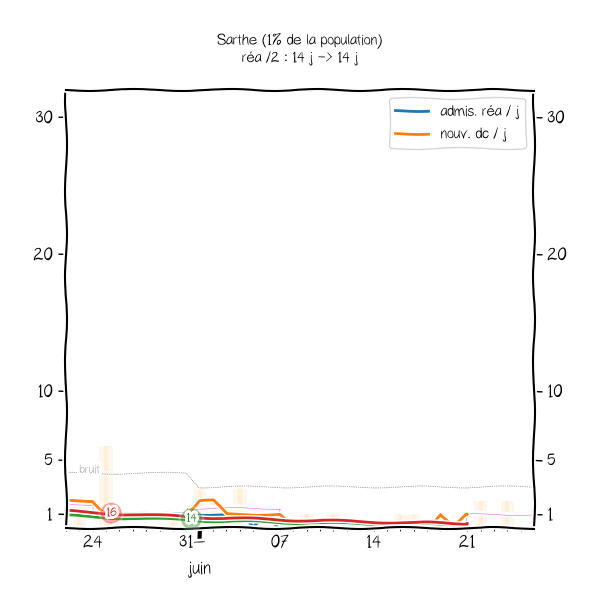 Sarthe (1% de la population)
réa /2 : 14 j -> 14 j
admis. réa / j
nouv. dc / j
30
30
20
20
10
10
5
5
bruit
16
14
1
1
24
31
07
14
21
juin